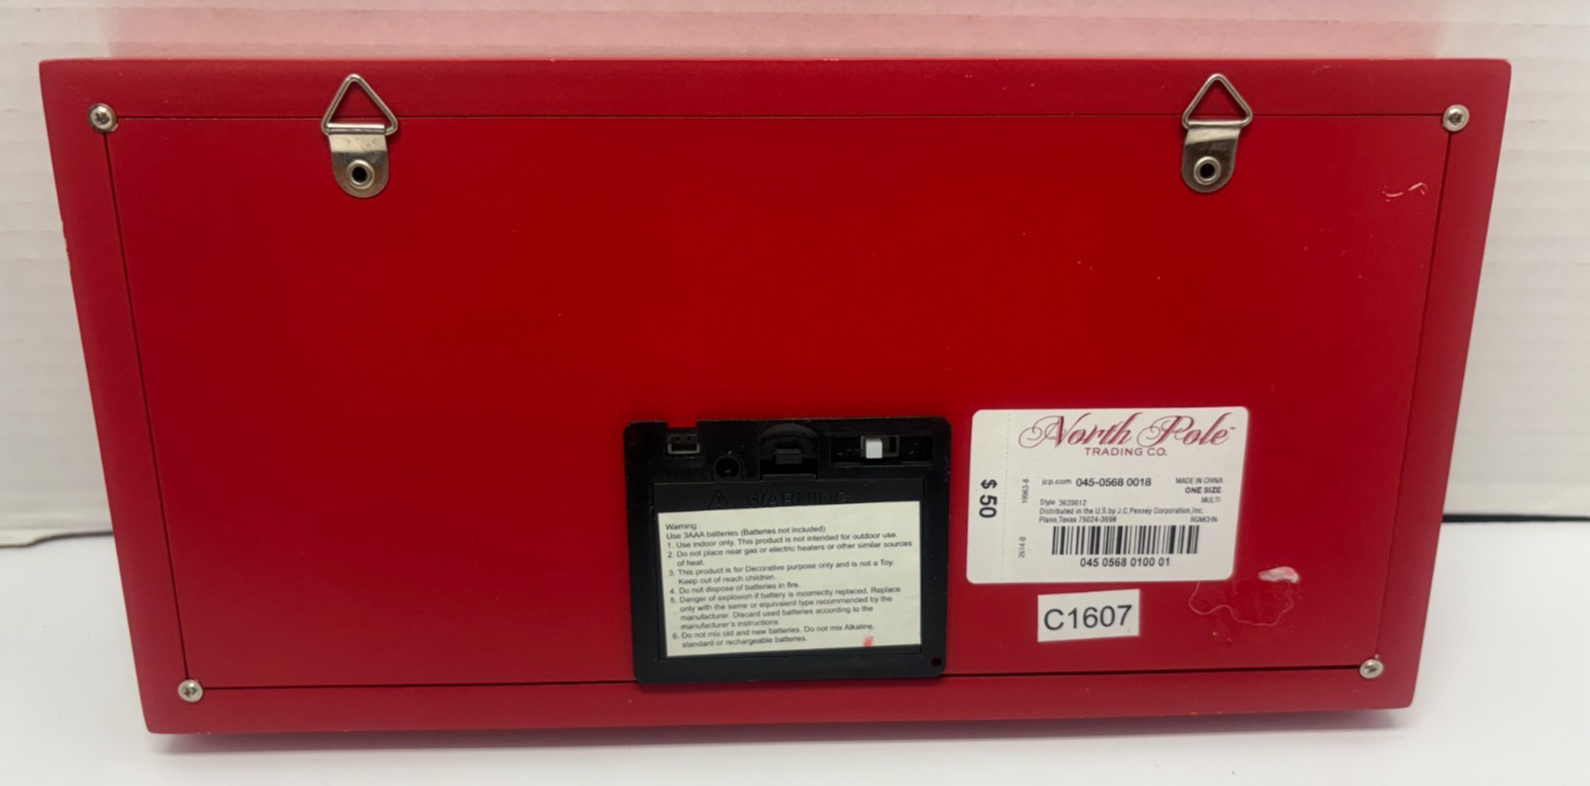 WARNING
Warning :
Use 3AAA batteries (Batteries not included)
1. Use indoor only. This product is not intended for outdoor use.
2. Do not place near gas or electric heaters or other similar sources
of heat.
3. This product is for Decorative purpose only and is not a Toy.
Keep out of reach children.
4. Do not dispose of batteries in fire.
5. Danger of explosion if battery is incorrectly replaced. Replace
only with the same or equivalent type recommended by the
manufacturer. Discard used batteries according to the
manufacturer's instructions.
6. Do not mix old and new batteries. Do not mix Alkaline,
standard or rechargeable batteries.
North Pole™
TRADING CO.
$50
jcp.com 045-0568 0018
MADE IN CHINA
ONE SIZE
MULTI
Style 3639012
Distributed in the U.S. by J.C. Penney Corporation, Inc.
Plano, Texas 75024-3698
RGMCHN
045 0568 0100 01
C1607